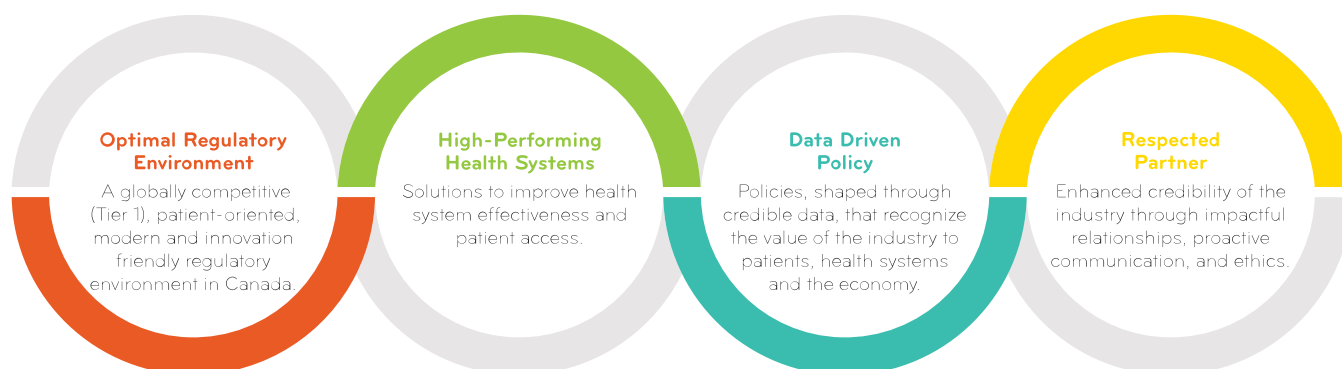 Optimal Regulatory
Environment
A globally competitive
(Tier 1), patient-oriented,
modern and innovation
friendly regulatory
environment in Canada.
High-Performing
Health Systems
Solutions to improve health
system effectiveness and
patient access.
Data Driven
Policy
Policies, shaped through
credible data, that recognize
the value of the industry to
patients, health systems
and the economy.
Respected
Partner
Enhanced credibility of the
industry through impactful
relationships, proactive
communication, and ethics.